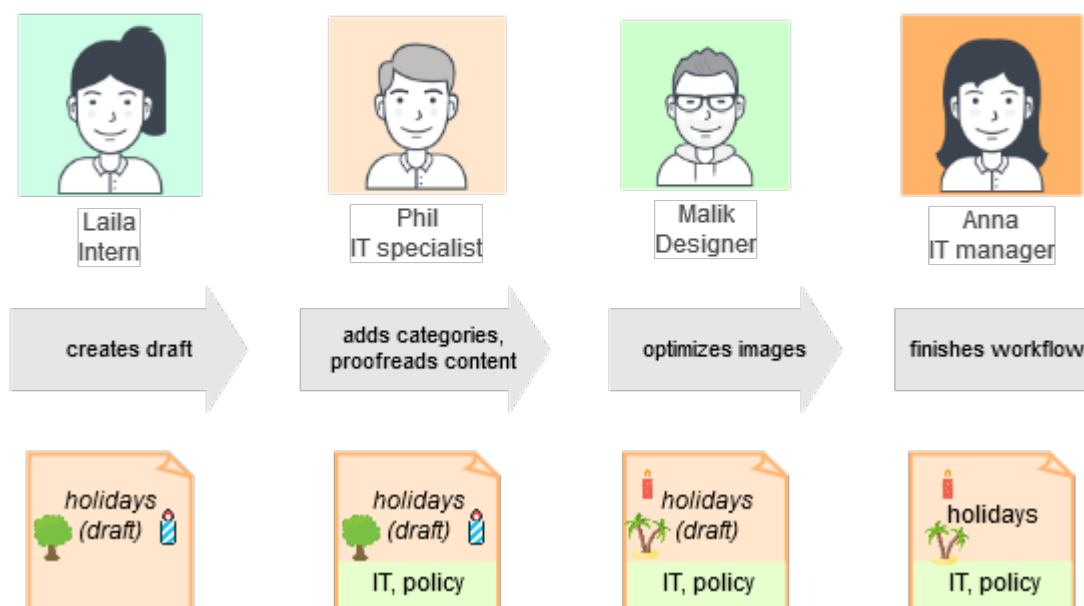 Laila
Intern
Phil
IT specialist
Malik
Designer
Anna
IT manager
creates draft
adds categories,
proofreads content
optimizes images
finishes workflow
holidays
(draft)
holidays
(draft)
IT, policy
holidays
(draft)
IT, policy
holidays
IT, policy